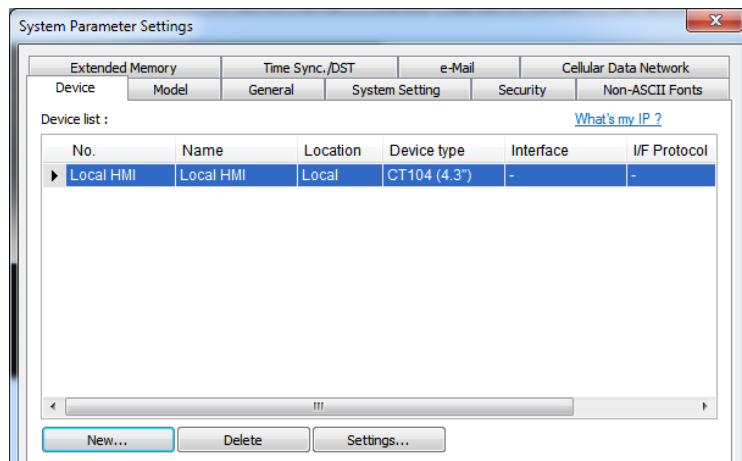 System Parameter Settings
Extended Memory Time Sync./DST e-Mail Cellular Data Network
Device Model General System Setting Security Non-ASCII Fonts
Device list : What's my IP ?
No. Name Location Device type Interface I/F Protocol
Local HMI Local HMI Local CT104 (4.3") - -
New... Delete Settings...